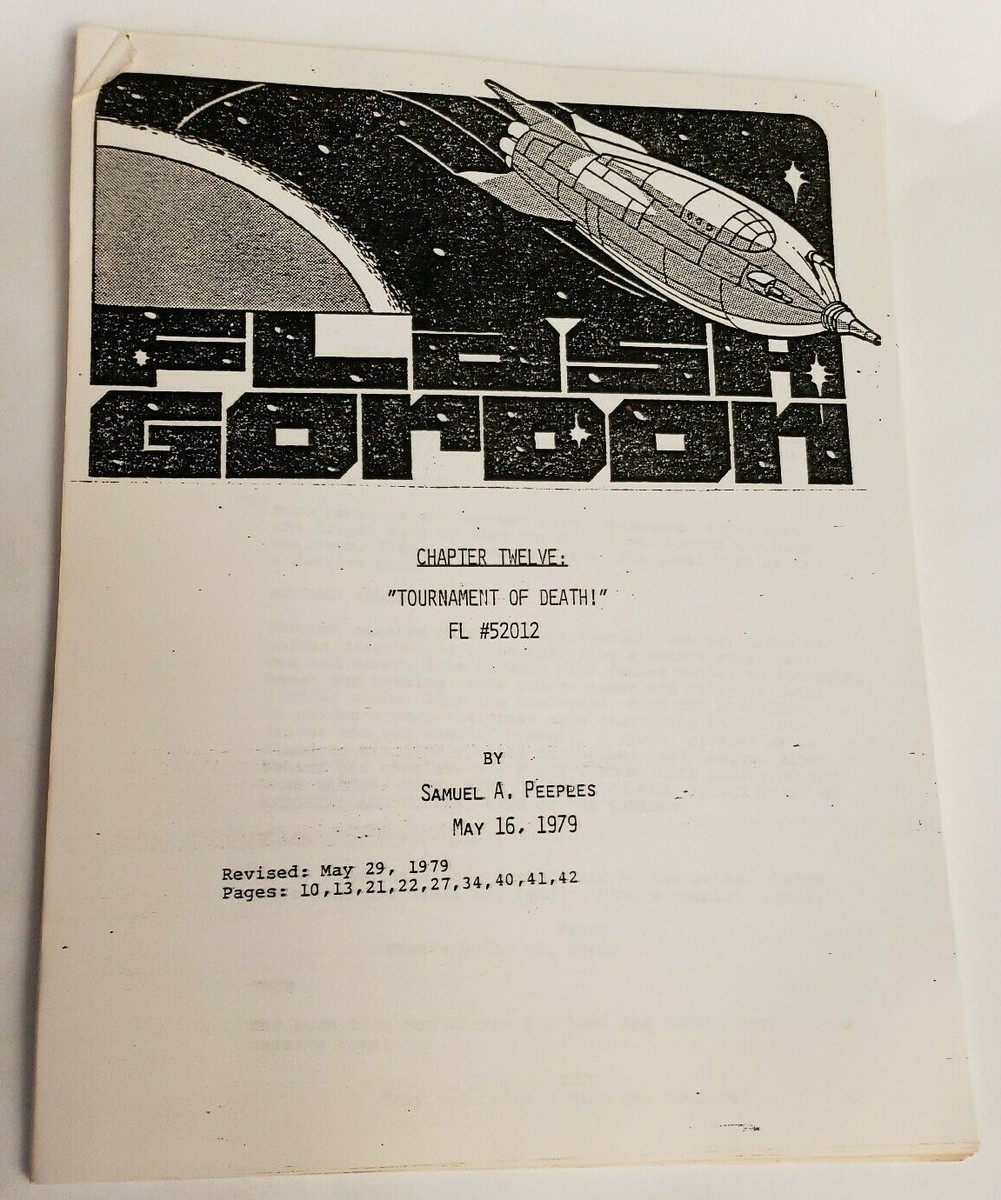 FLaSH
GorDon
CHAPTER TWELVE:
"TOURNAMENT OF DEATH!"
FL #52012
BY
SAMUEL A. PEEPLES
MAY 16, 1979
Revised: May 29, 1979
Pages: 10,13,21,22,27,34,40,41,42